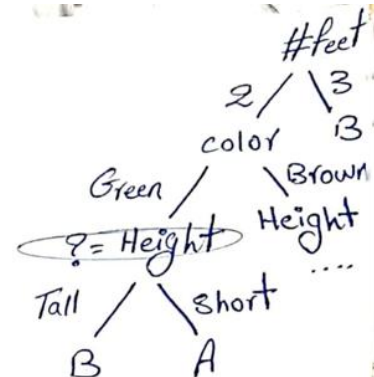 #feet
2 3
color B
Green Brown
?= Height Height
....
Tall Short
B A